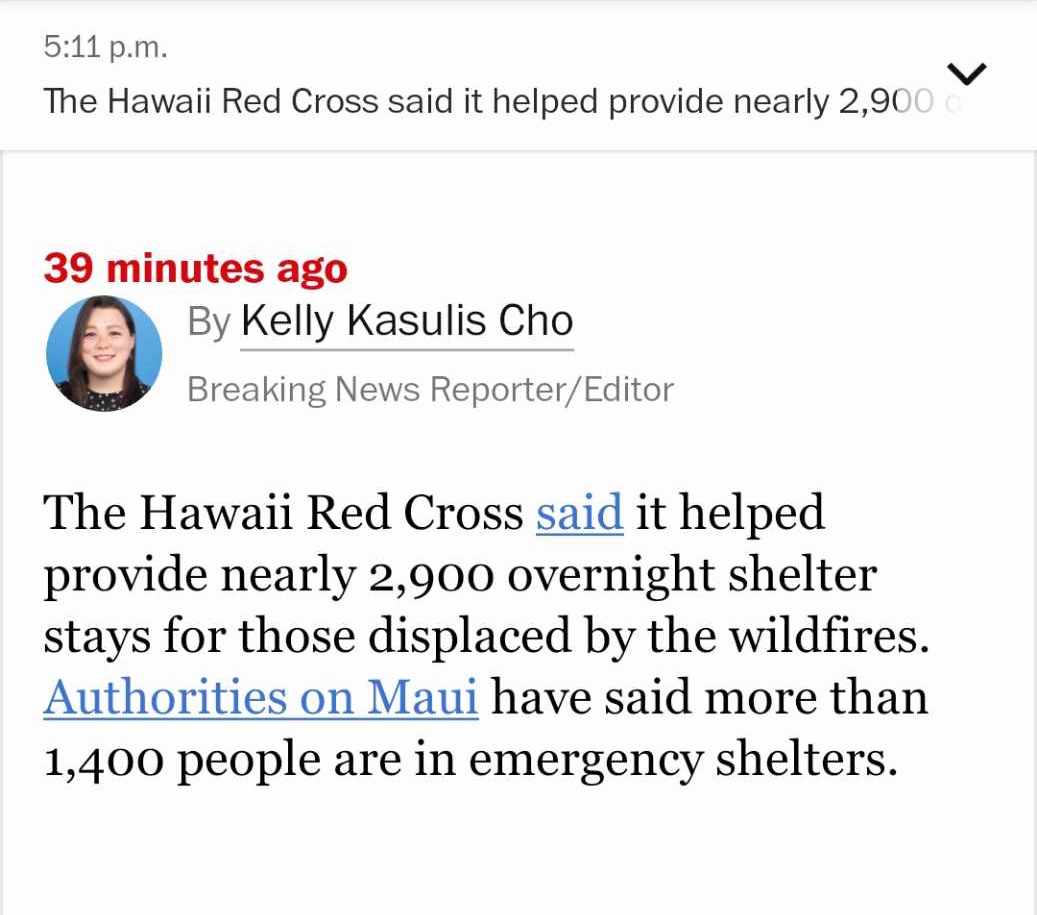 5:11 p.m.
The Hawaii Red Cross said it helped provide nearly 2,900
39 minutes ago
By Kelly Kasulis Cho
Breaking News Reporter/Editor
The Hawaii Red Cross said it helped
provide nearly 2,900 overnight shelter
stays for those displaced by the wildfires.
Authorities on Maui have said more than
1,400 people are in emergency shelters.